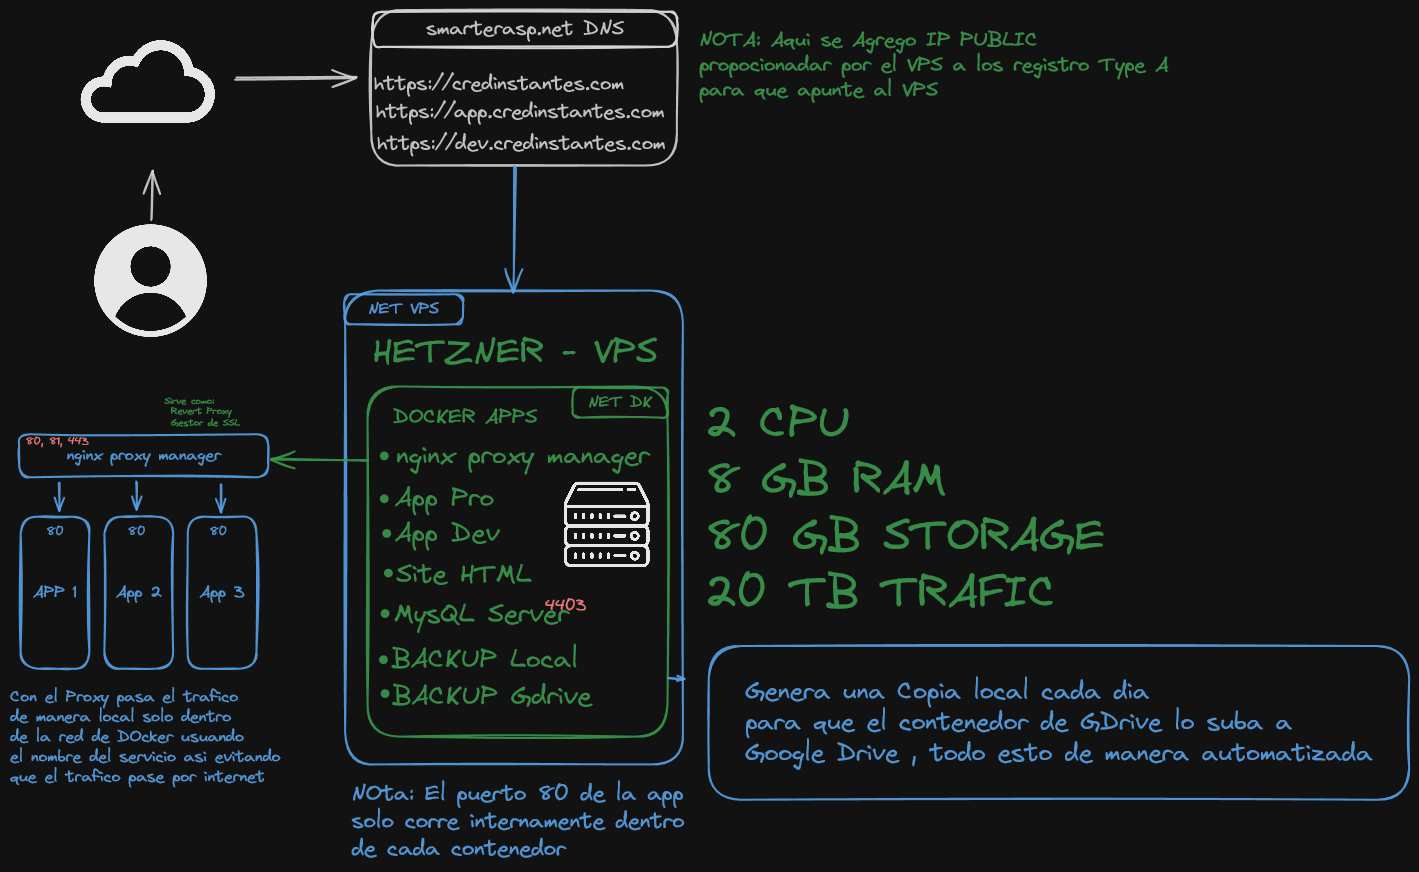 smarterasp.net DNS
https://credinstantes.com
https://app.credinstantes.com
https://dev.credinstantes.com
NOTA: Aqui se Agrego IP PUBLIC
propocionadar por el VPS a los registro Type A
para que apunte al VPS
NET VPS
HETZNER - VPS
NET DK
DOCKER APPS
• nginx proxy manager
• App Pro
• App Dev
• Site HTML
• MysQL Server
4403
• BACKUP Local
• BACKUP Gdrive
2 CPU
8 GB RAM
80 GB STORAGE
20 TB TRAFIC
Sirve como:
Revert Proxy
Gestor de SSL
80, 81, 443
nginx proxy manager
80
80
80
APP 1
App 2
App 3
Con el Proxy pasa el trafico
de manera local solo dentro
de la red de DOcker usuando
el nombre del servicio asi evitando
que el trafico pase por internet
Genera una Copia local cada dia
para que el contenedor de GDrive lo suba a
Google Drive , todo esto de manera automatizada
NOta: El puerto 80 de la app
solo corre internamente dentro
de cada contenedor